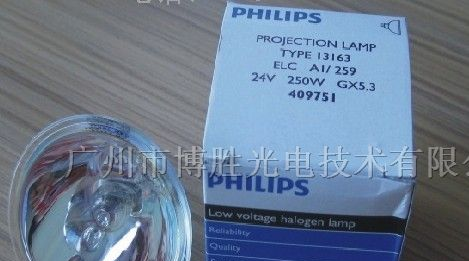 PHILIPS
PROJECTION LAMP
TYPE 13163
ELC A1/259
24V 250W GX5.3
409751
广州市博胜光电技术有限公
PHILIPS
Low voltage halogen lamp
Reliability
Quality